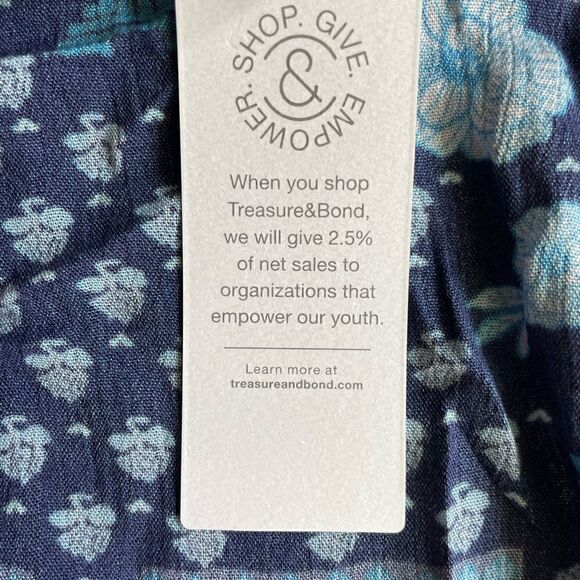 SHOP. GIVE. EMPOWER.
&
When you shop
Treasure&Bond,
we will give 2.5%
of net sales to
organizations that
empower our youth.
Learn more at
treasureandbond.com